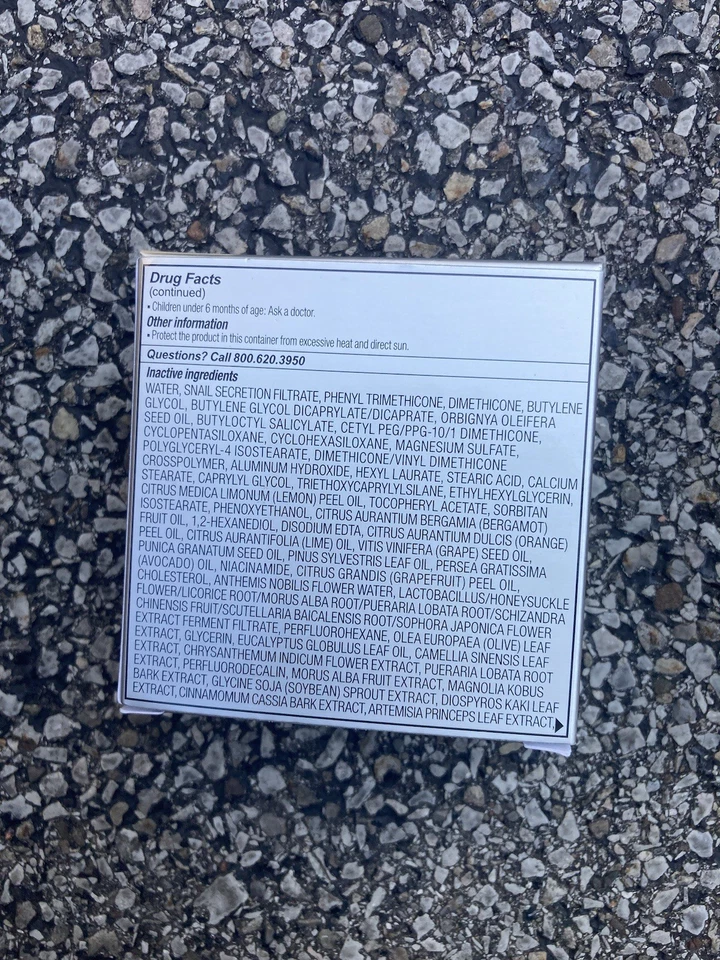 Drug Facts
(continued)
• Children under 6 months of age: Ask a doctor.
Other information
• Protect the product in this container from excessive heat and direct sun.
Questions? Call 800.620.3950
Inactive ingredients
WATER, SNAIL SECRETION FILTRATE, PHENYL TRIMETHICONE, DIMETHICONE, BUTYLENE
GLYCOL, BUTYLENE GLYCOL DICAPRYLATE/DICAPRATE, ORBIGNYA OLEIFERA
SEED OIL, BUTYLOCTYL SALICYLATE, CETYL PEG/PPG-10/1 DIMETHICONE,
CYCLOPENTASILOXANE, CYCLOHEXASILOXANE, MAGNESIUM SULFATE,
POLYGLYCERYL-4 ISOSTEARATE, DIMETHICONE/VINYL DIMETHICONE
CROSSPOLYMER, ALUMINUM HYDROXIDE, HEXYL LAURATE, STEARIC ACID, CALCIUM
STEARATE, CAPRYLYL GLYCOL, TRIETHOXYCAPRYLYLSILANE, ETHYLHEXYLGLYCERIN,
CITRUS MEDICA LIMONUM (LEMON) PEEL OIL, TOCOPHERYL ACETATE, SORBITAN
ISOSTEARATE, PHENOXYETHANOL, CITRUS AURANTIUM BERGAMIA (BERGAMOT)
FRUIT OIL, 1,2-HEXANEDIOL, DISODIUM EDTA, CITRUS AURANTIUM DULCIS (ORANGE)
PEEL OIL, CITRUS AURANTIFOLIA (LIME) OIL, VITIS VINIFERA (GRAPE) SEED OIL,
PUNICA GRANATUM SEED OIL, PINUS SYLVESTRIS LEAF OIL, PERSEA GRATISSIMA
(AVOCADO) OIL, NIACINAMIDE, CITRUS GRANDIS (GRAPEFRUIT) PEEL OIL,
CHOLESTEROL, ANTHEMIS NOBILIS FLOWER WATER, LACTOBACILLUS/HONEYSUCKLE
FLOWER/LICORICE ROOT/MORUS ALBA ROOT/PUERARIA LOBATA ROOT/SCHIZANDRA
CHINENSIS FRUIT/SCUTELLARIA BAICALENSIS ROOT/SOPHORA JAPONICA FLOWER
EXTRACT FERMENT FILTRATE, PERFLUOROHEXANE, OLEA EUROPAEA (OLIVE) LEAF
EXTRACT, GLYCERIN, EUCALYPTUS GLOBULUS LEAF OIL, CAMELLIA SINENSIS LEAF
EXTRACT, CHRYSANTHEMUM INDICUM FLOWER EXTRACT, PUERARIA LOBATA ROOT
EXTRACT, PERFLUORODECALIN, MORUS ALBA FRUIT EXTRACT, MAGNOLIA KOBUS
BARK EXTRACT, GLYCINE SOJA (SOYBEAN) SPROUT EXTRACT, DIOSPYROS KAKI LEAF
EXTRACT, CINNAMOMUM CASSIA BARK EXTRACT, ARTEMISIA PRINCEPS LEAF EXTRACT,